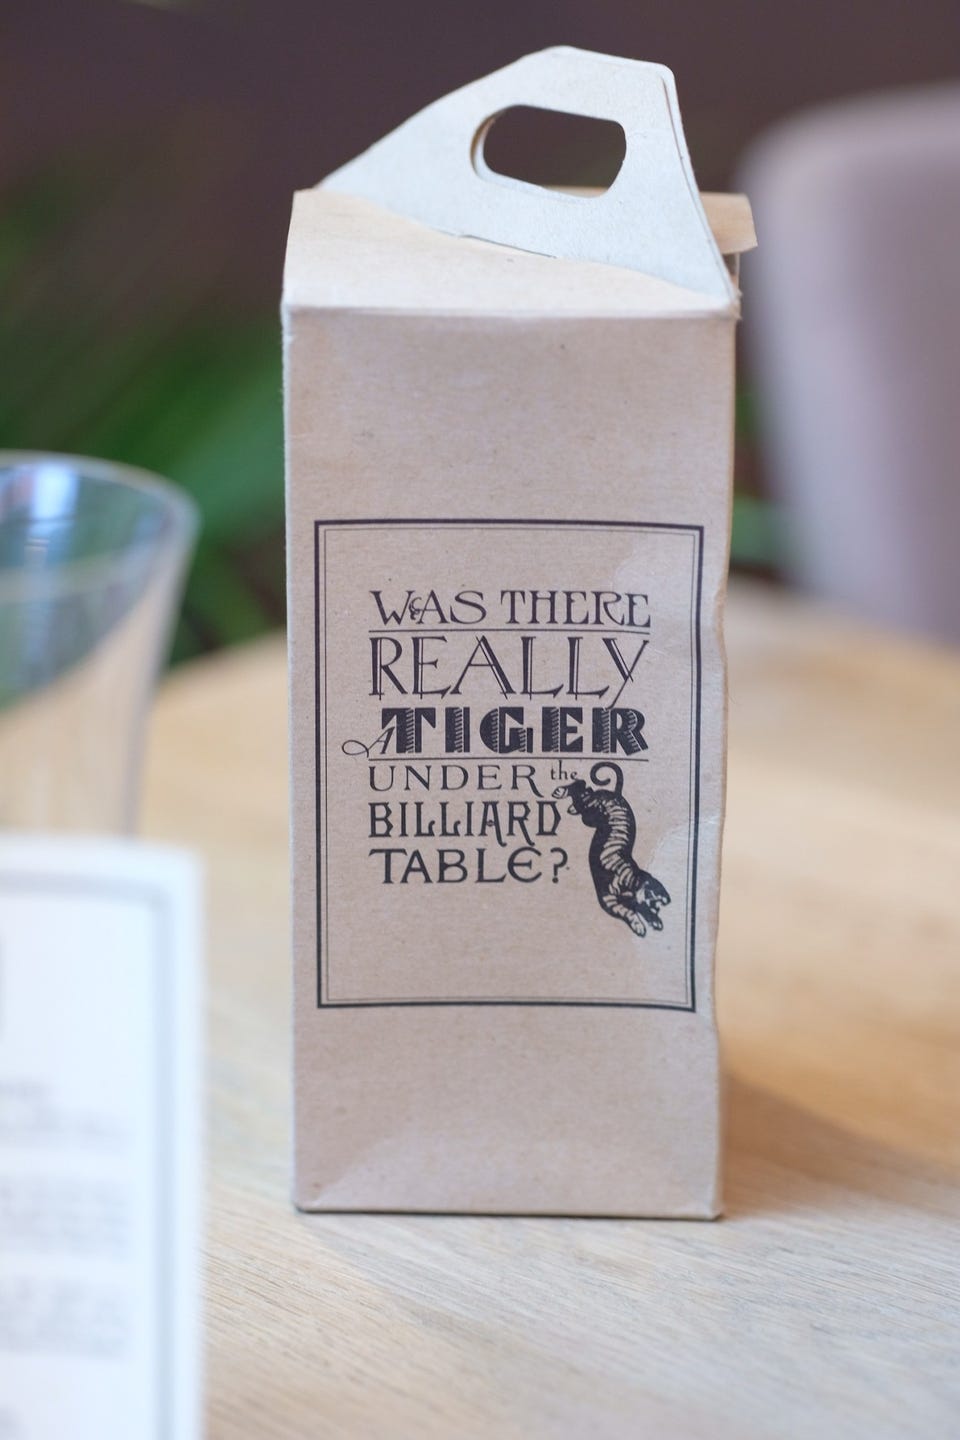 WAS THERE
REALLY
A TIGER
UNDER the
BILLIARD
TABLE?